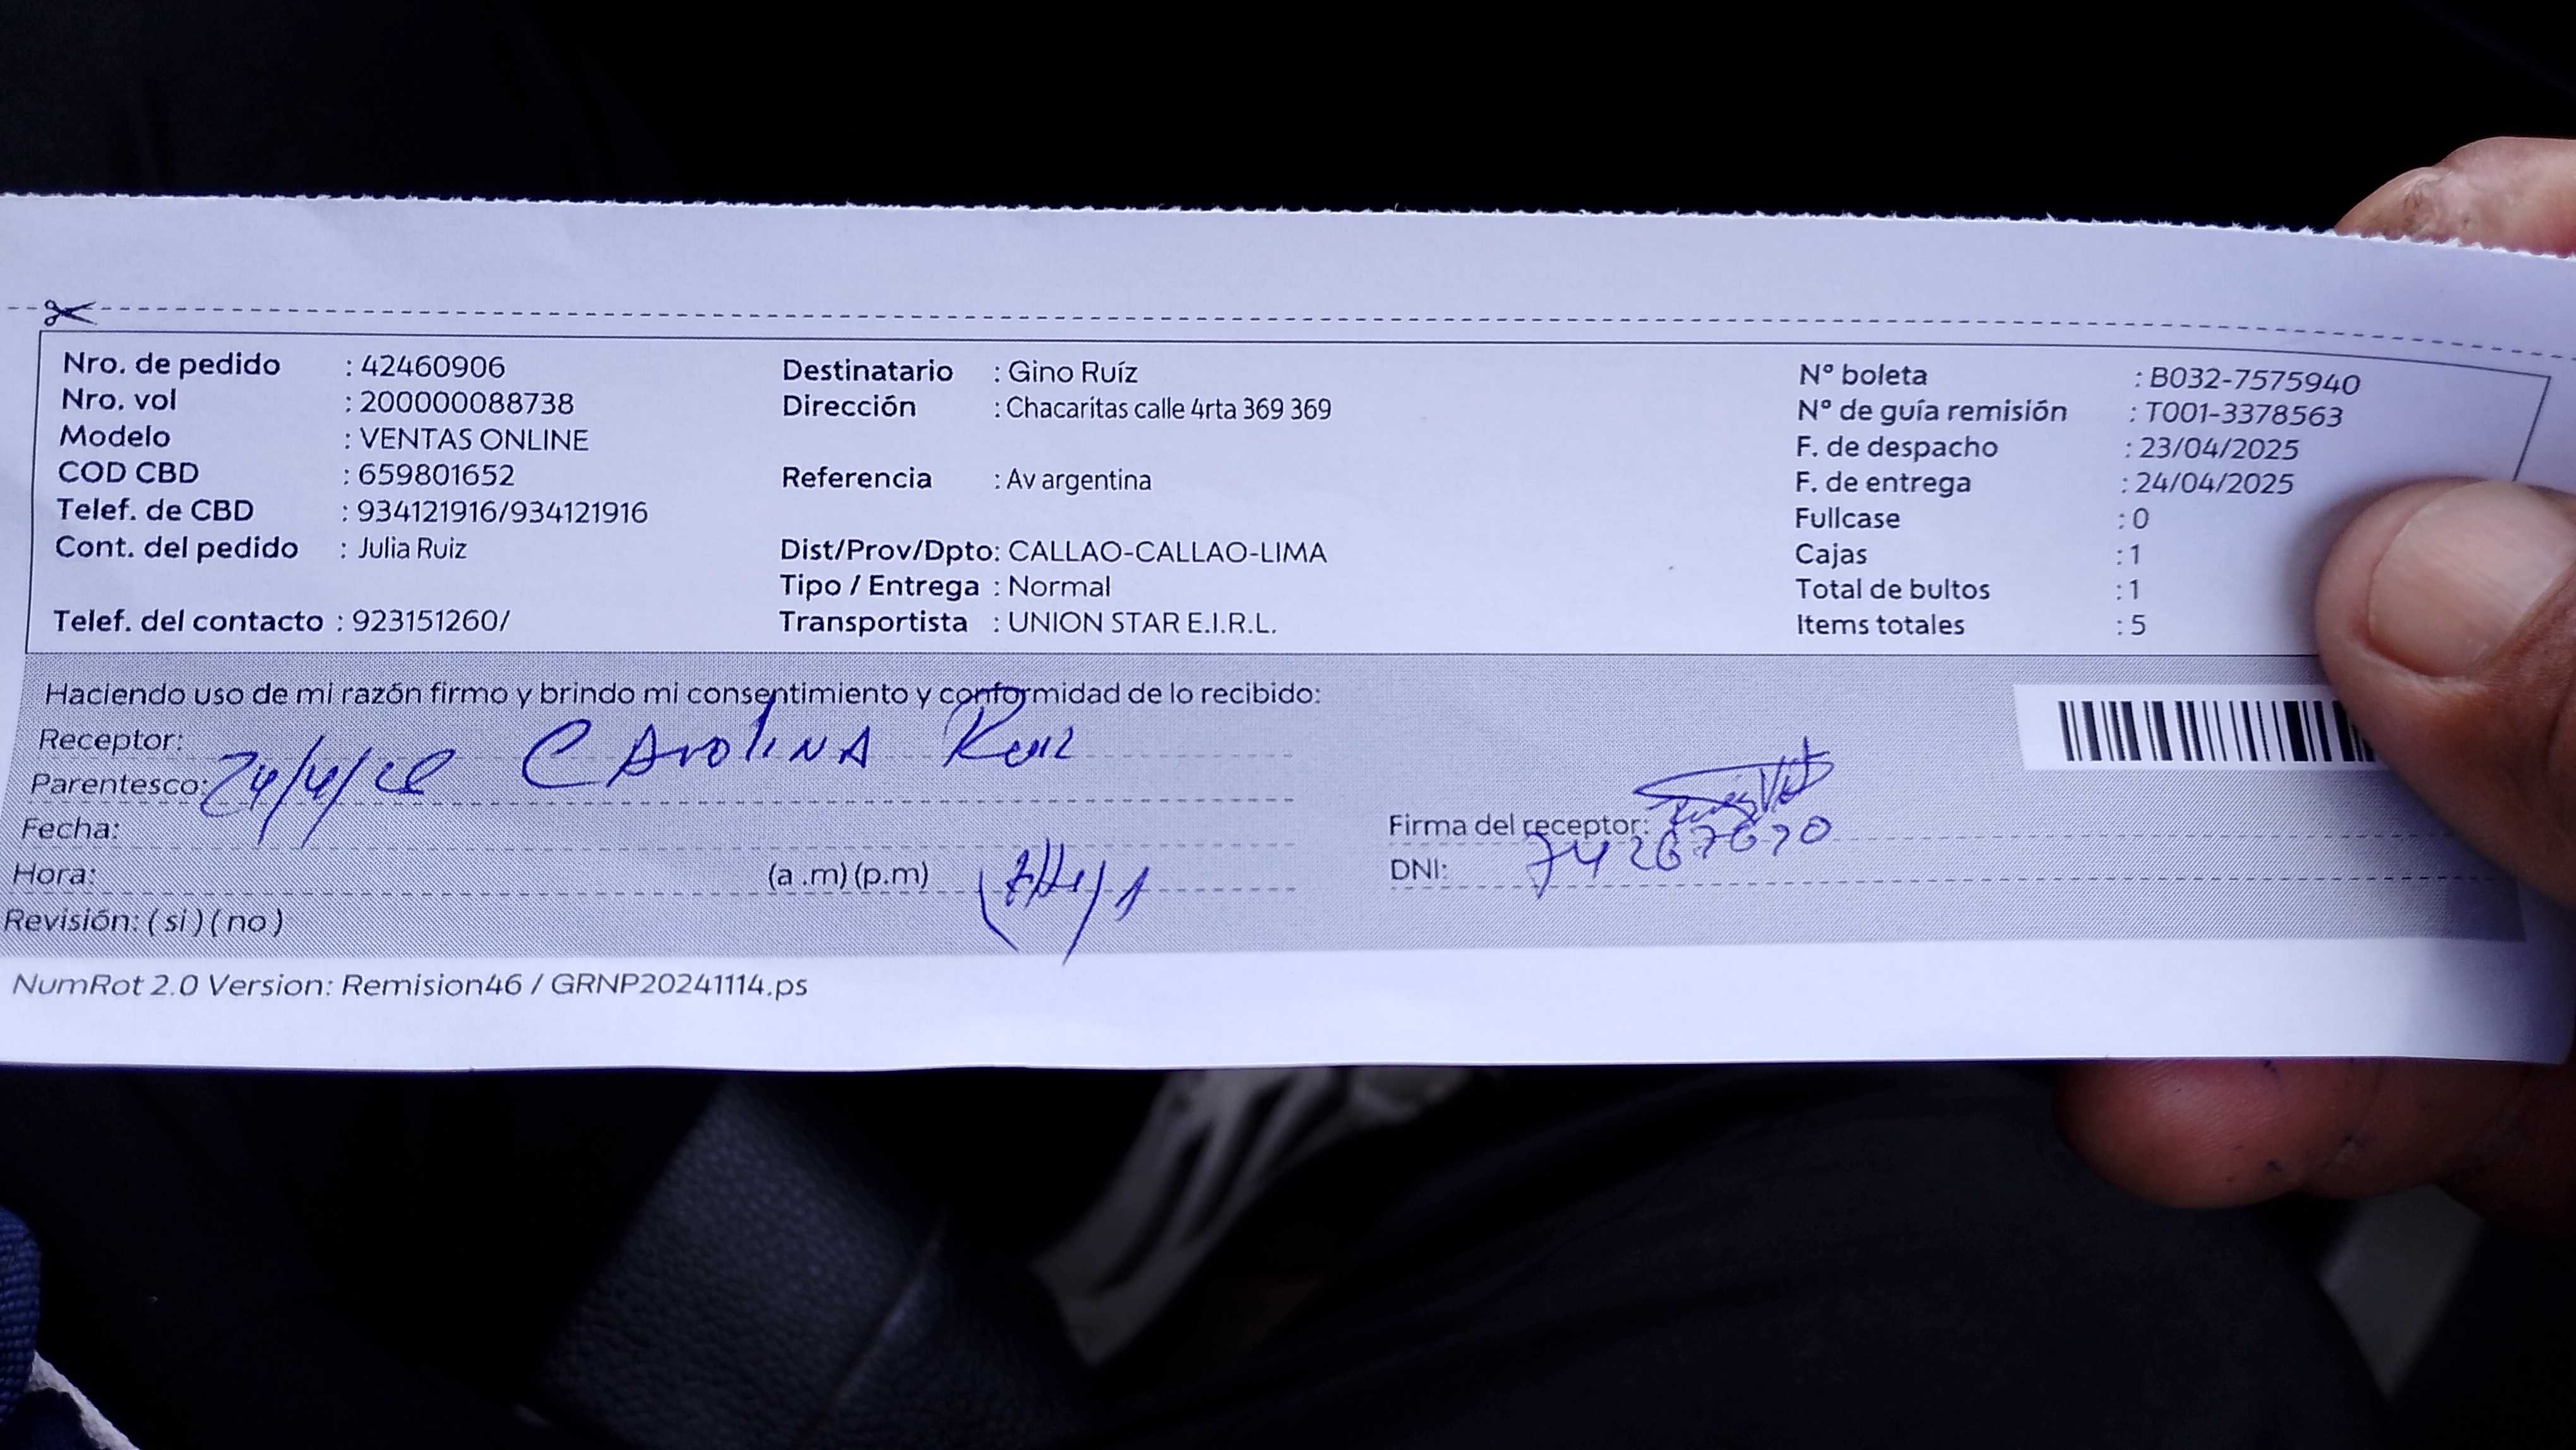 Nro. de pedido : 42460906
Nro. vol : 200000088738
Modelo : VENTAS ONLINE
COD CBD : 659801652
Telef. de CBD : 934121916/934121916
Cont. del pedido : Julia Ruiz
Telef. del contacto : 923151260/
Destinatario : Gino Ruíz
Dirección : Chacaritas calle 4rta 369 369
Referencia : Av argentina
Dist/Prov/Dpto: CALLAO-CALLAO-LIMA
Tipo / Entrega : Normal
Transportista : UNION STAR E.I.R.L.
N° boleta : B032-7575940
N° de guía remisión : T001-3378563
F. de despacho : 23/04/2025
F. de entrega : 24/04/2025
Fullcase : 0
Cajas : 1
Total de bultos : 1
Items totales : 5
Haciendo uso de mi razón firmo y brindo mi consentimiento y conformidad de lo recibido:
Receptor: CArolINA Ruiz
Parentesco:
Fecha:
Hora: (a .m) (p.m)
Revisión: ( si ) ( no )
Firma del receptor:
DNI: 74267670
NumRot 2.0 Version: Remision46 / GRNP20241114.ps